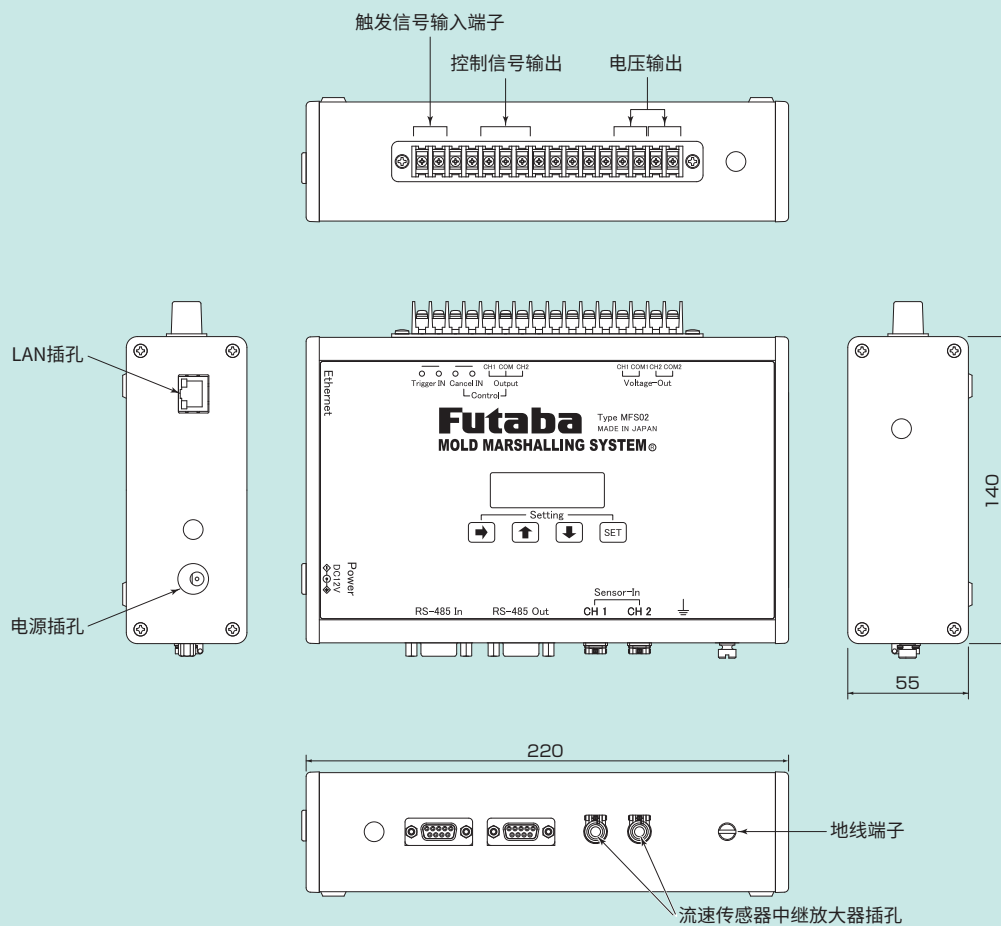 触发信号输入端子
控制信号输出
电压输出
LAN插孔
电源插孔
Ethernet
Trigger IN
Cancel IN
CH1 COM CH2
Output
Control
CH1 COM1 CH2 COM2
Voltage-Out
Futaba
Type MFS02
MADE IN JAPAN
MOLD MARSHALLING SYSTEM®
Setting
SET
Power
DC12V
RS-485 In
RS-485 Out
Sensor-In
CH 1
CH 2
140
55
220
地线端子
流速传感器中继放大器插孔